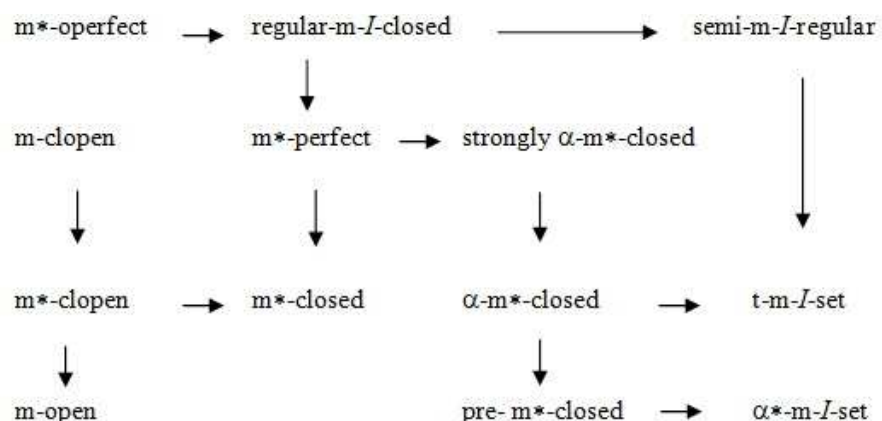 m*-operfect regular-m-I-closed semi-m-I-regular
m-clopen m*-perfect strongly α-m*-closed
m*-clopen m*-closed α-m*-closed t-m-I-set
m-open pre- m*-closed α*-m-I-set